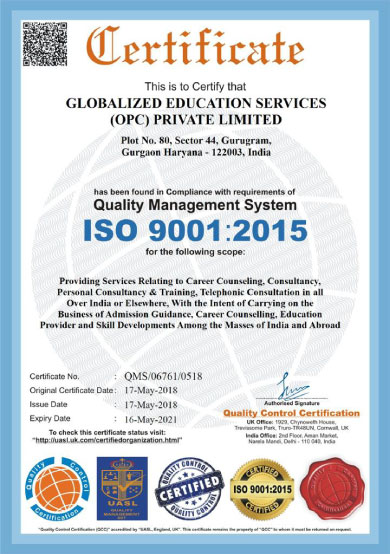 Certificate
This is to Certify that
GLOBALIZED EDUCATION SERVICES
(OPC) PRIVATE LIMITED
Plot No. 80, Sector 44, Gurugram,
Gurgaon Haryana - 122003, India
has been found in Compliance with requirements of
Quality Management System
ISO 9001:2015
for the following scope:
Providing Services Relating to Career Counseling, Consultancy,
Personal Consultancy & Training, Telephonic Consultation in all
Over India or Elsewhere, With the Intent of Carrying on the
Business of Admission Guidance, Career Counselling, Education
Provider and Skill Developments Among the Masses of India and Abroad
Certificate No. : QMS/06761/0518
Original Certificate Date : 17-May-2018
Issue Date : 17-May-2018
Expiry Date : 16-May-2021
To check this certificate status visit:
"http://uasl.uk.com/certifiedorganization.html"
Authorised Signature
Quality Control Certification
UK Office: 1929, Chynoweth House,
Trevissome Park, Truro-TR48UN, Cornwall, UK
India Office: 2nd Floor, Aman Market,
Narela Mandi, Delhi - 110 040, India
Quality Control
Certification
UASL
QUALITY
MANAGEMENT
QUALITY CONTROL
CERTIFIED
QUALITY CONTROL
CERTIFIED
ISO 9001:2015
CERTIFIED
"Quality Control Certification (QCC)" accredited by "UASL, England, UK". This certificate remains the property of "QCC" to whom it must be returned on request.